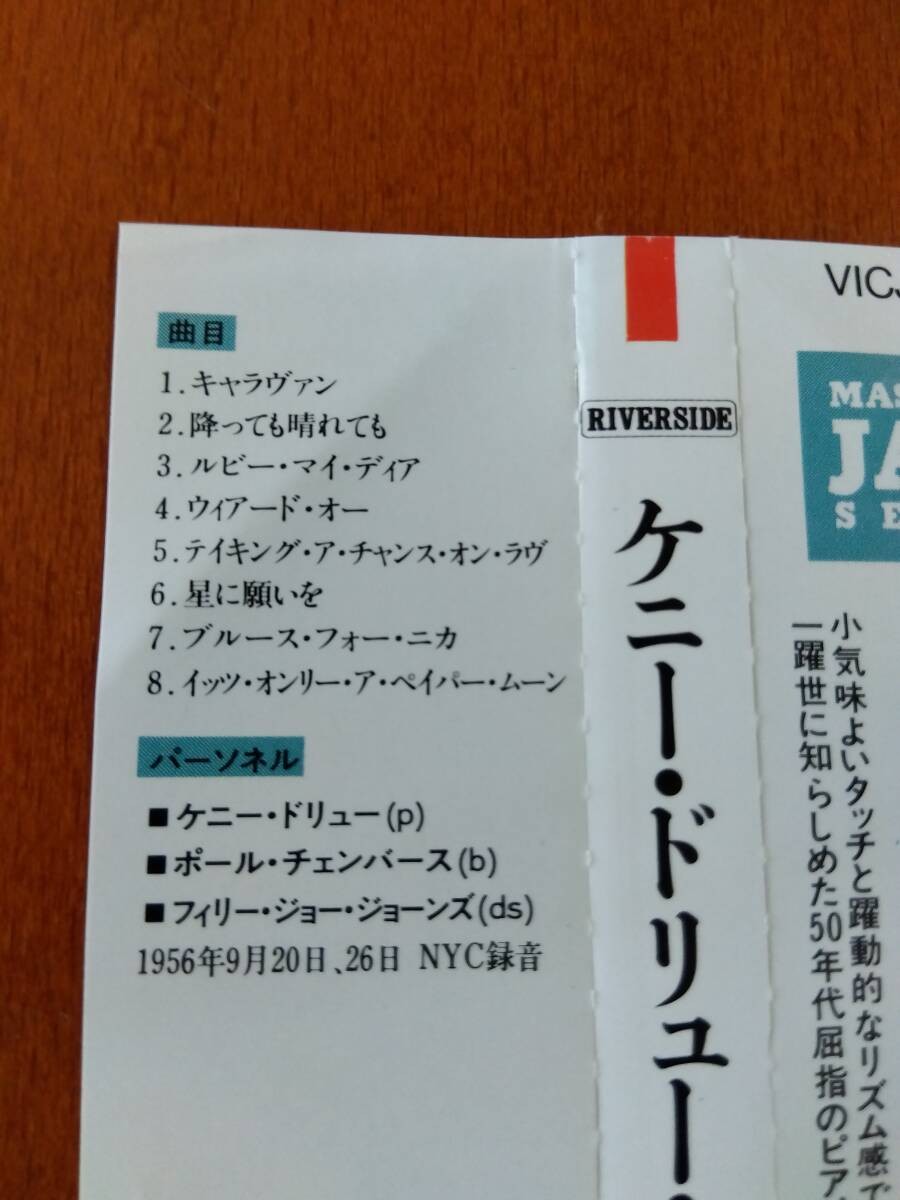 曲目
1.キャラヴァン
2.降っても晴れても
3.ルビー・マイ・ディア
4.ウィアード・オー
5.テイキング・ア・チャンス・オン・ラヴ
6.星に願いを
7.ブルース・フォー・ニカ
8.イッツ・オンリー・ア・ペイパー・ムーン
パーソネル
■ケニー・ドリュー(p)
■ポール・チェンバース(b)
■フィリー・ジョー・ジョーンズ(ds)
1956年9月20日、26日 NYC録音
RIVERSIDE
ケニー・ドリュー・
VICJ
MAS
JA
SE
小気味よいタッチと躍動的なリズム感で
一躍世に知らしめた50年代屈指のピア